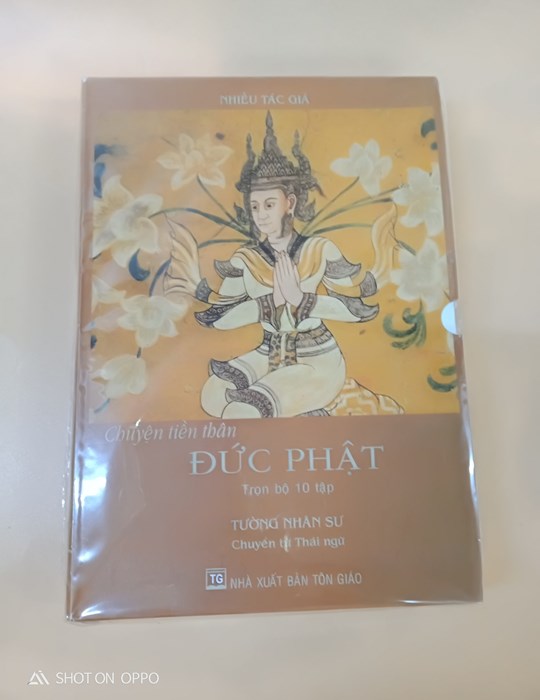 NHIỀU TÁC GIẢ
Chuyện tiền thân
ĐỨC PHẬT
Trọn bộ 10 tập
TƯỜNG NHÂN SƯ
Chuyển từ Thái ngữ
TG NHÀ XUẤT BẢN TÔN GIÁO
SHOT ON OPPO